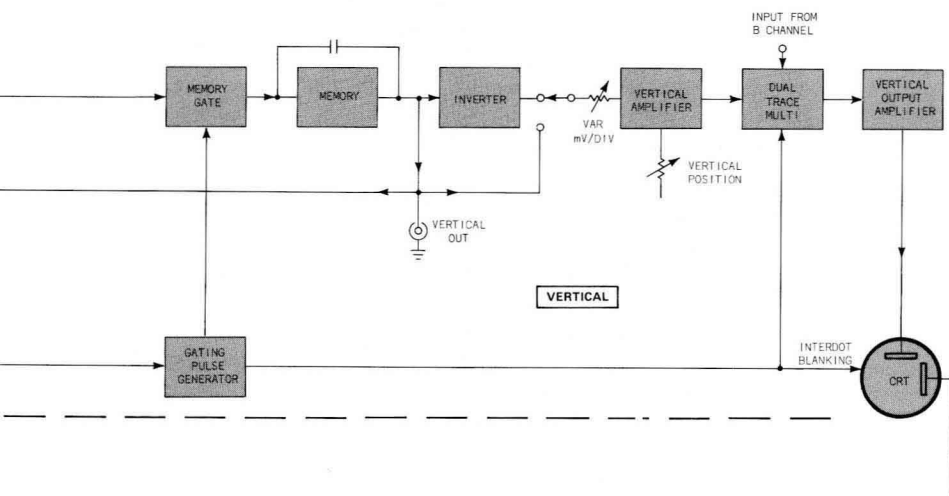 INPUT FROM
B CHANNEL
MEMORY
GATE
MEMORY
INVERTER
VAR
mV/DIV
VERTICAL
AMPLIFIER
DUAL
TRACE
MULTI
VERTICAL
OUTPUT
AMPLIFIER
VERTICAL
POSITION
VERTICAL
OUT
VERTICAL
GATING
PULSE
GENERATOR
INTERDOT
BLANKING
CRT